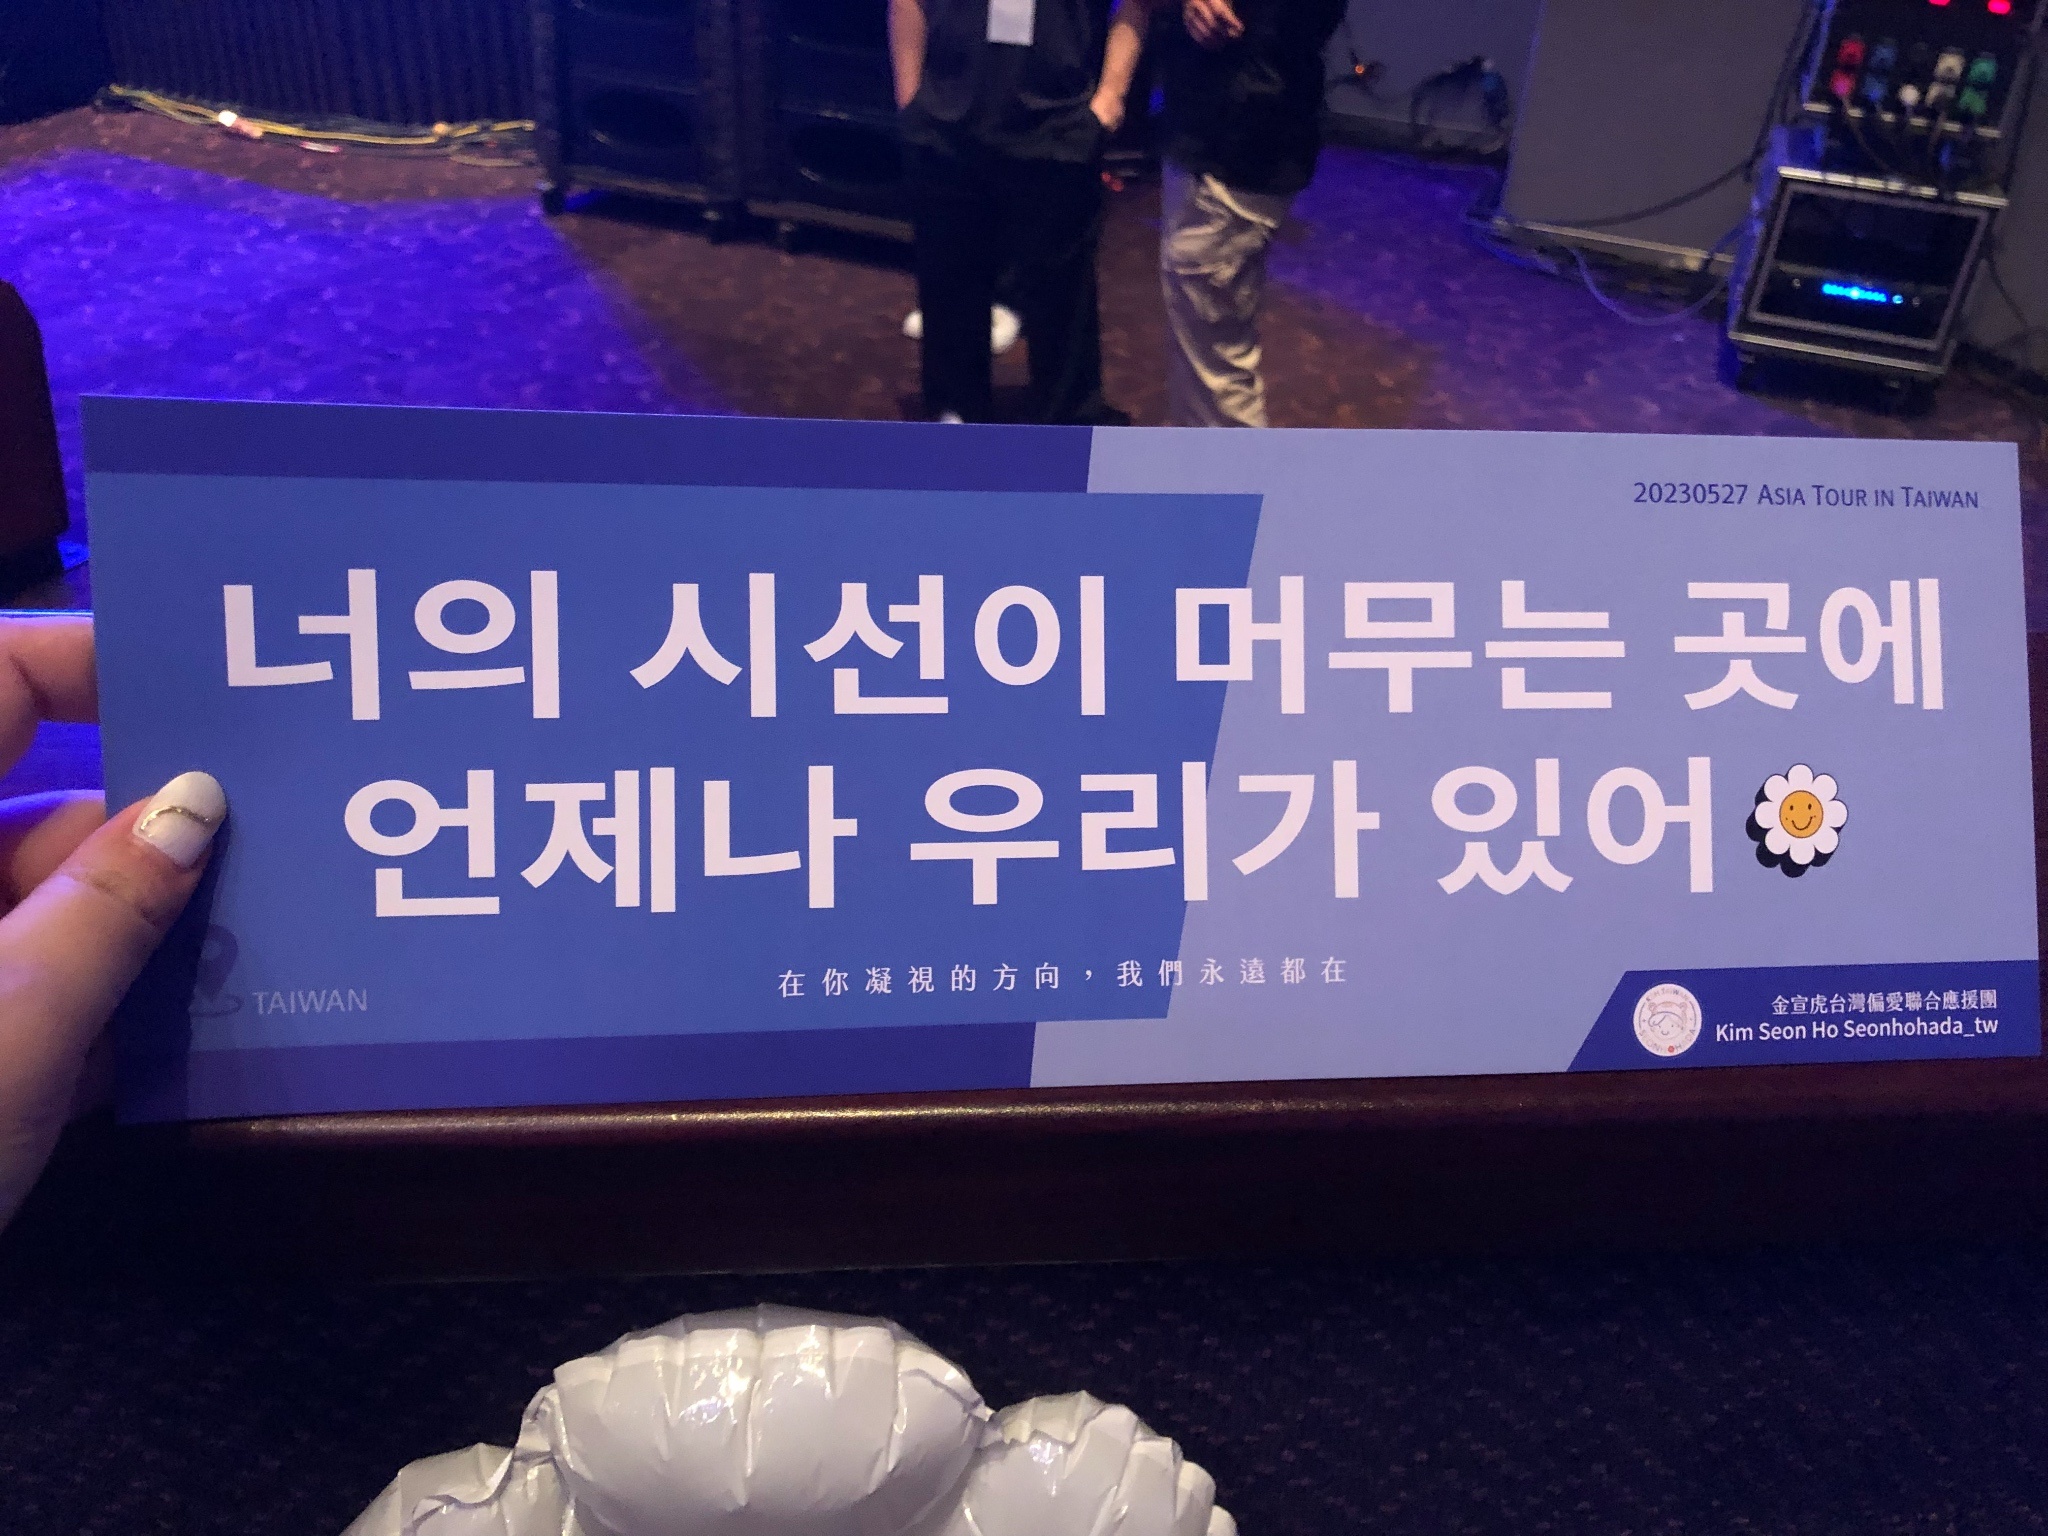 20230527 ASIA TOUR IN TAIWAN
너의 시선이 머무는 곳에
언제나 우리가 있어
在你凝視的方向，我們永遠都在
TAIWAN
金宣虎台灣偏愛聯合應援團
Kim Seon Ho Seonhohada_tw